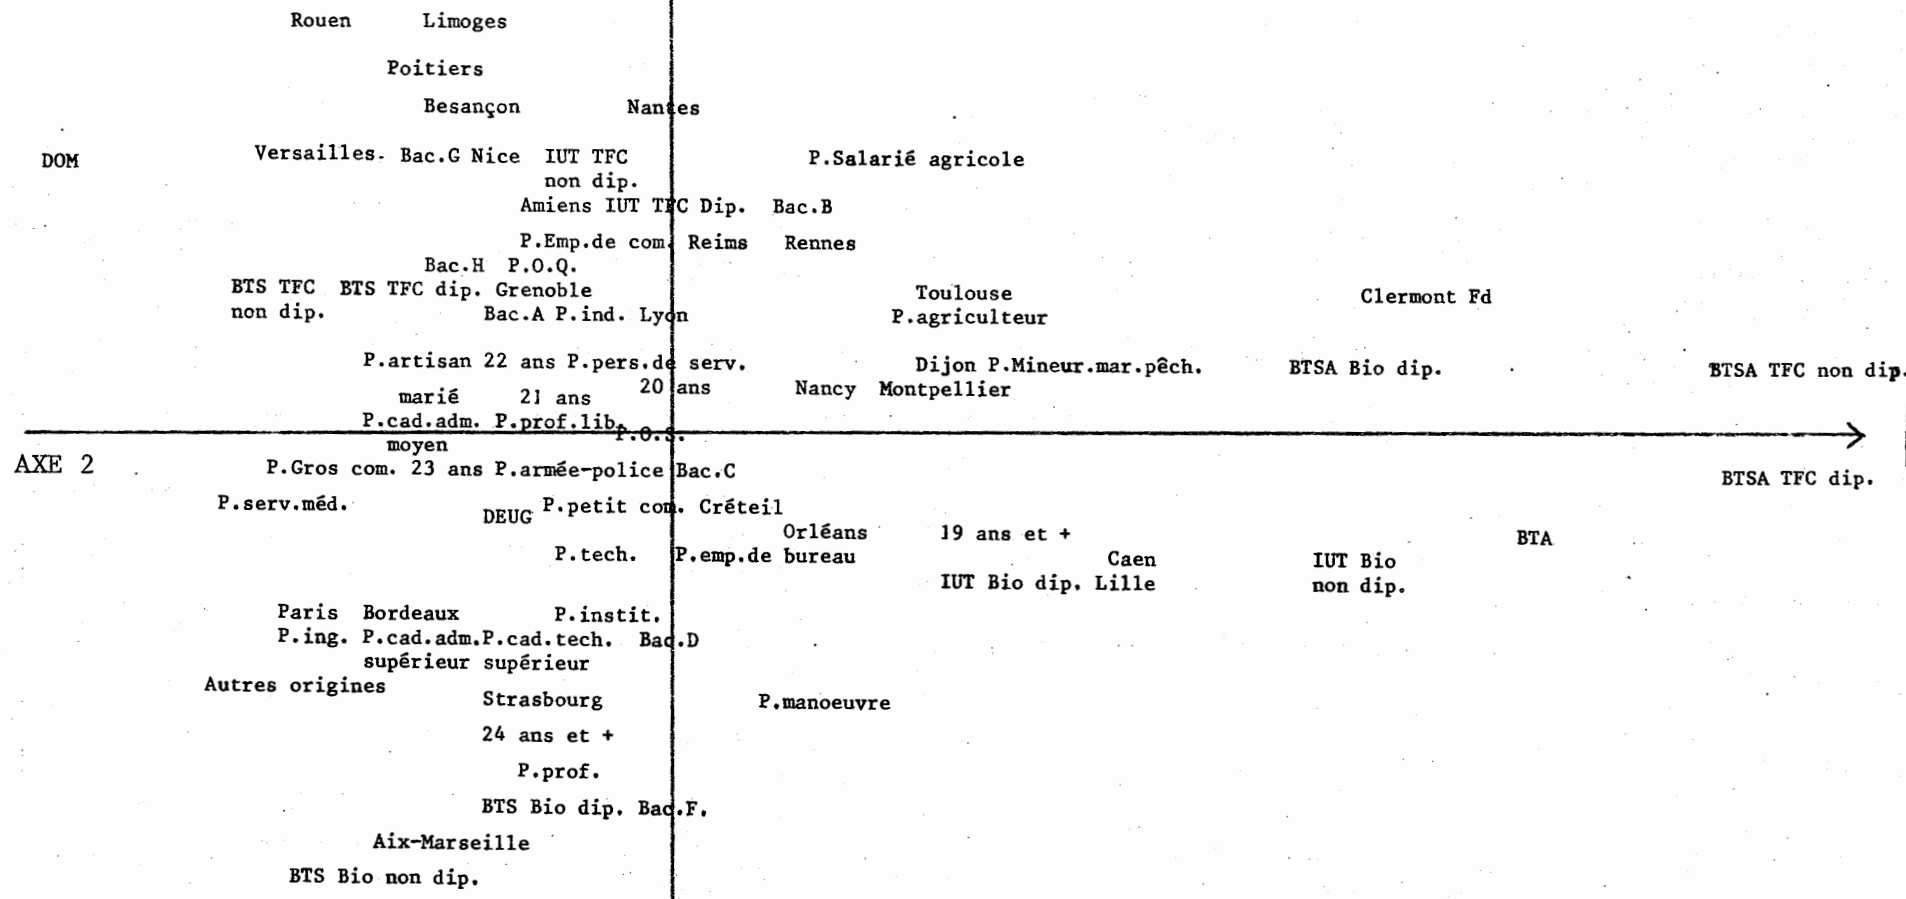 Rouen Limoges
Poitiers
Besançon Nantes
DOM Versailles. Bac.G Nice IUT TFC P.Salarié agricole
non dip.
Amiens IUT TFC Dip. Bac.B
P.Emp.de com. Reims Rennes
Bac.H P.O.Q.
BTS TFC BTS TFC dip. Grenoble Toulouse Clermont Fd
non dip. Bac.A P.ind. Lyon P.agriculteur
P.artisan 22 ans P.pers.de serv. Dijon P.Mineur.mar.pêch. BTSA Bio dip. BTSA TFC non dip.
marié 21 ans 20 ans Nancy Montpellier
P.cad.adm. P.prof.lib. P.O.S.
moyen
AXE 2 P.Gros com. 23 ans P.armée-police Bac.C BTSA TFC dip.
P.serv.méd. DEUG P.petit com. Créteil
Orléans 19 ans et + BTA
P.tech. P.emp.de bureau Caen IUT Bio
IUT Bio dip. Lille non dip.
Paris Bordeaux P.instit.
P.ing. P.cad.adm. P.cad.tech. Bac.D
supérieur supérieur
Autres origines Strasbourg P.manoeuvre
24 ans et +
P.prof.
BTS Bio dip. Bac.F.
Aix-Marseille
BTS Bio non dip.